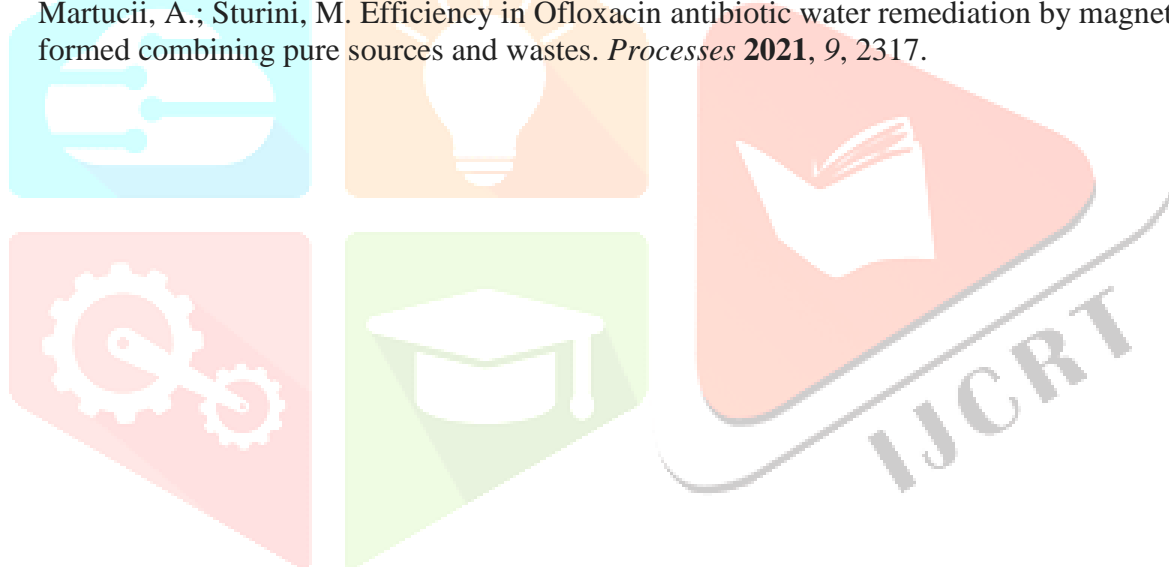 Martucii, A.; Sturini, M. Efficiency in Ofloxacin antibiotic water remediation by magnet
formed combining pure sources and wastes. Processes 2021, 9, 2317.
IJCRT